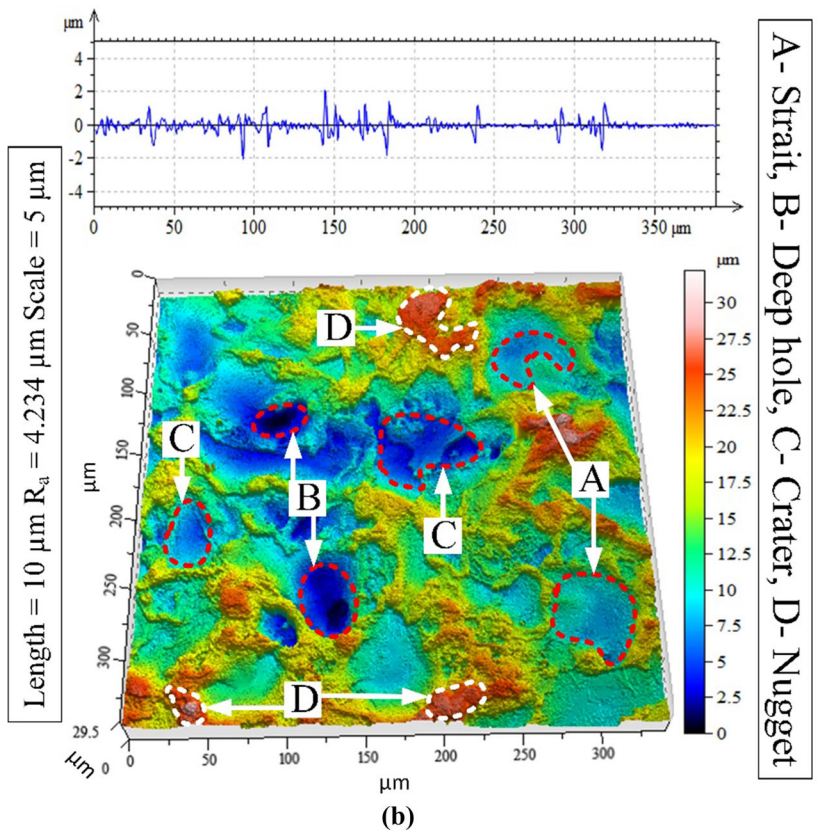 μm
4
2
0
-2
-4
0 50 100 150 200 250 300 350 μm
Length = 10 μm Ra = 4.234 μm Scale = 5 μm
A- Strait, B- Deep hole, C- Crater, D- Nugget
0
50
100
150
200
250
300
μm
29.5
0
μm
0 50 100 150 200 250 300
μm
D
C
B
C
A
D
μm
30
27.5
25
22.5
20
17.5
15
12.5
10
7.5
5
2.5
0
(b)